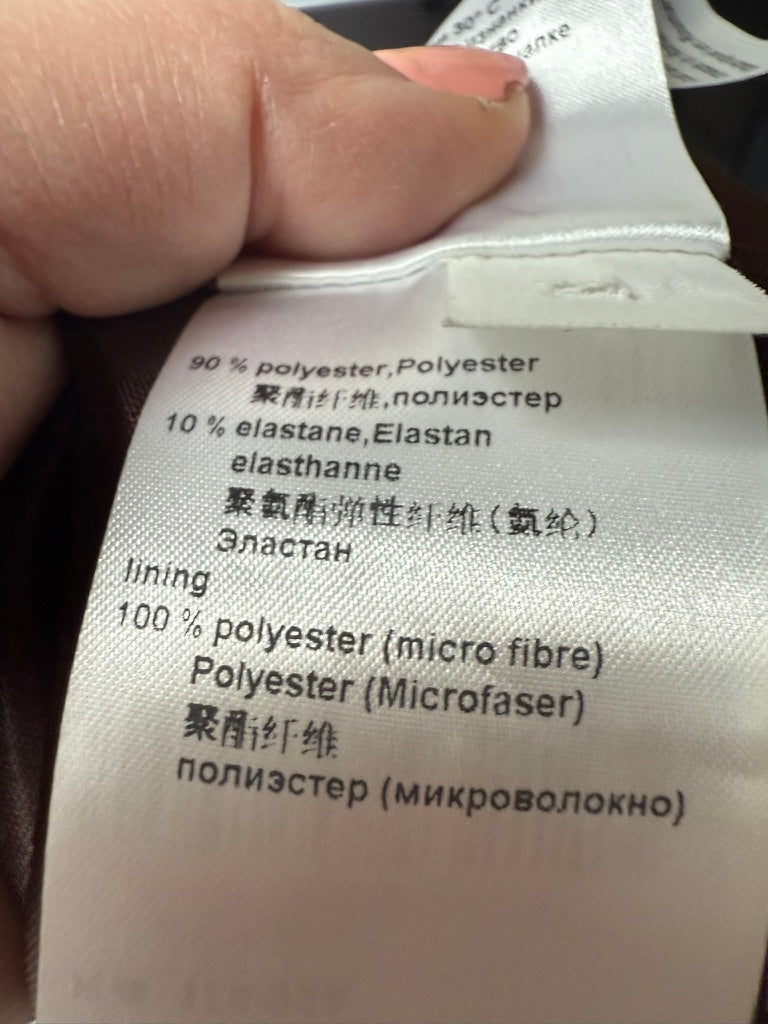 30° C
90 % polyester,Polyester
聚酯纤维,полиэстер
10 % elastane,Elastan
elasthanne
聚氨酯弹性纤维(氨纶)
Эластан
lining
100 % polyester (micro fibre)
Polyester (Microfaser)
聚酯纤维
полиэстер (микроволокно)